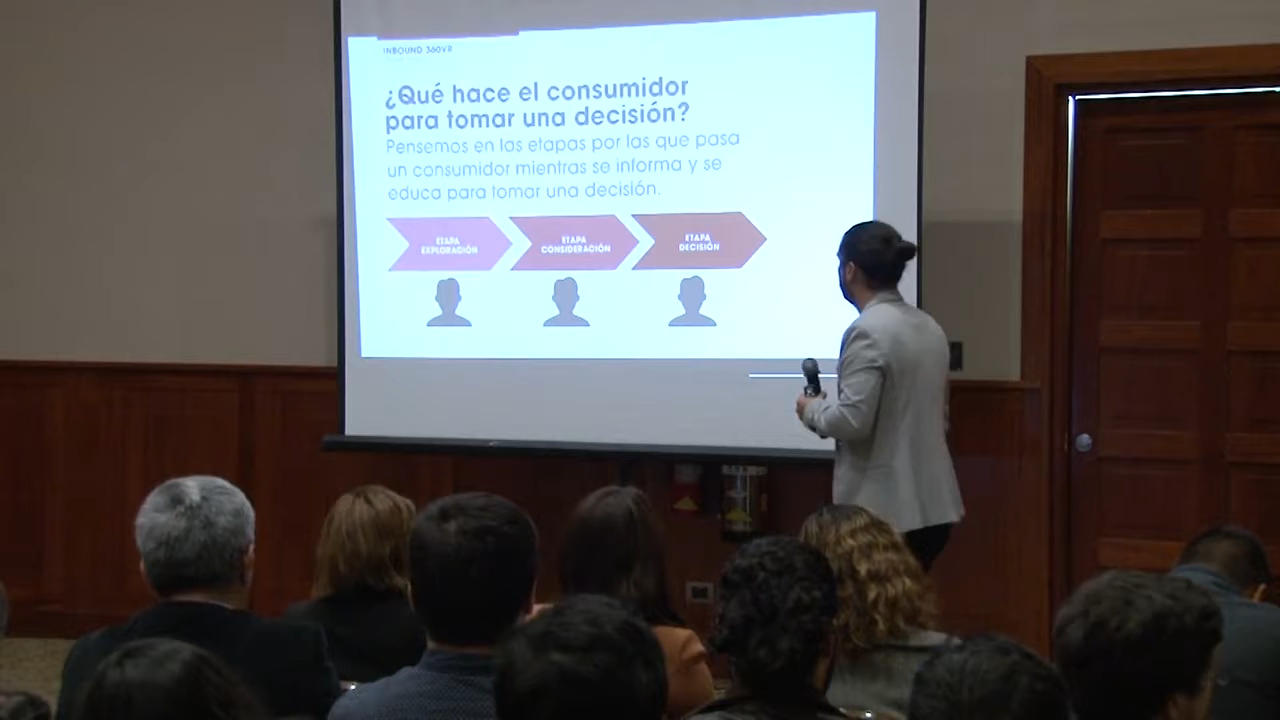 INBOUND 360VR
¿Qué hace el consumidor
para tomar una decisión?
Pensemos en las etapas por las que pasa
un consumidor mientras se informa y se
educa para tomar una decisión.
ETAPA
EXPLORACIÓN
ETAPA
CONSIDERACIÓN
ETAPA
DECISIÓN